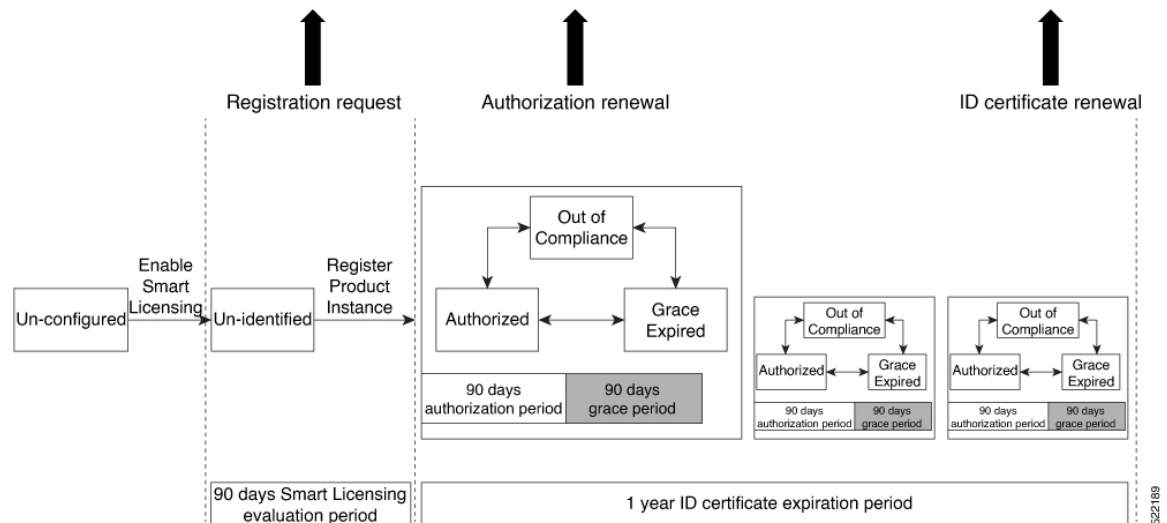 Registration request
Authorization renewal
ID certificate renewal
Un-configured
Enable
Smart
Licensing
Un-identified
Register
Product
Instance
Out of
Compliance
Authorized
Grace
Expired
90 days
authorization period
90 days
grace period
Out of
Compliance
Authorized
Grace
Expired
90 days
authorization period
90 days
grace period
Out of
Compliance
Authorized
Grace
Expired
90 days
authorization period
90 days
grace period
90 days Smart Licensing
evaluation period
1 year ID certificate expiration period